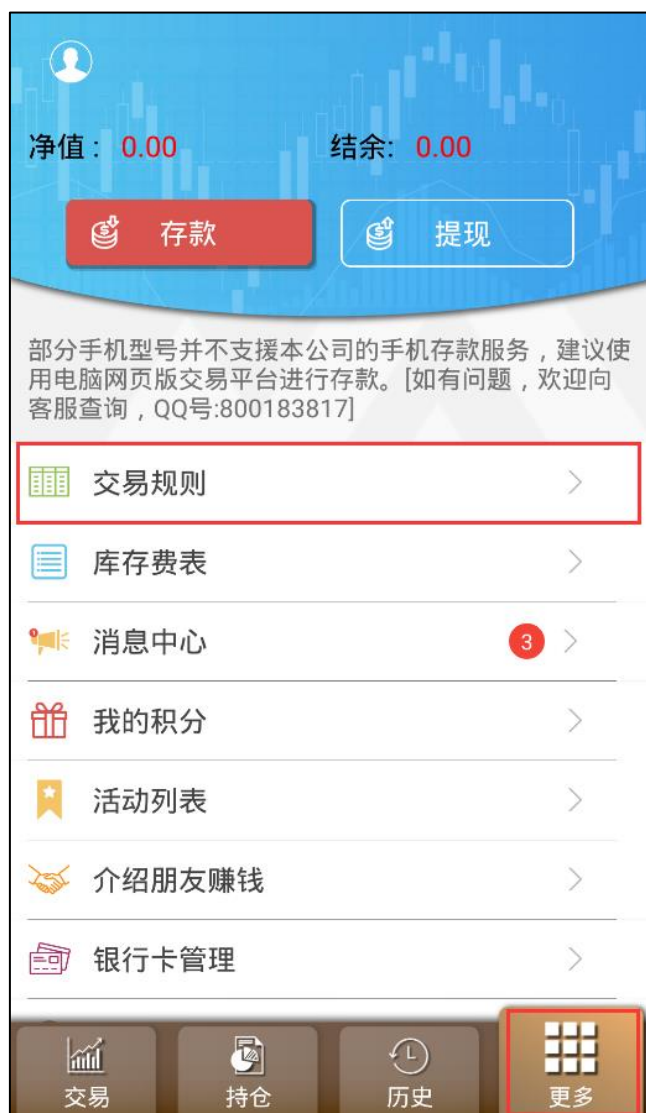 净值: 0.00 结余: 0.00
存款 提现
部分手机型号并不支援本公司的手机存款服务，建议使
用电脑网页版交易平台进行存款。[如有问题，欢迎向
客服查询，QQ号:800183817]
交易规则
库存费表
消息中心 3
我的积分
活动列表
介绍朋友赚钱
银行卡管理
交易 持仓 历史 更多